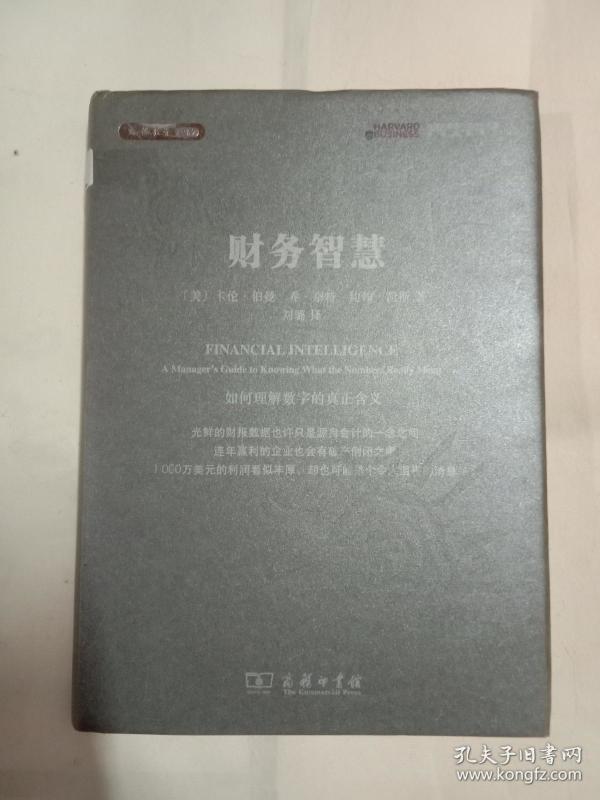 HARVARD
BUSINESS
财务智慧
〔美〕卡伦·伯曼 乔·奈特 约翰·凯斯 著
刘璐 译
FINANCIAL INTELLIGENCE
A Manager's Guide to Knowing What the Numbers Really Mean
如何理解数字的真正含义
光鲜的财报数据也许只是源自会计的一念之间
连年赢利的企业也会有破产倒闭之虞
1000万美元的利润看似丰厚，却也可能是个令人沮丧的消息
商务印书馆
The Commercial Press
孔夫子旧书网
www.kongfz.com